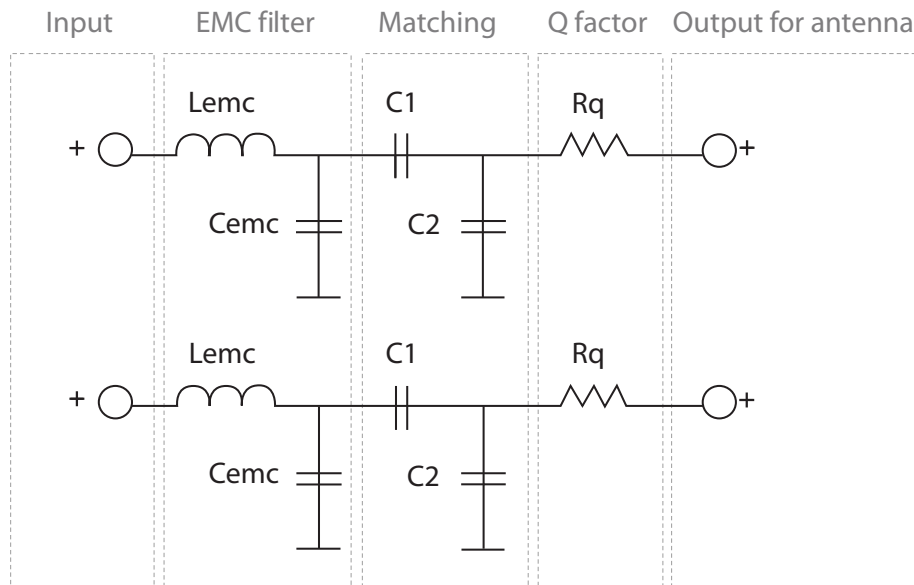 Input EMC filter Matching Q factor Output for antenna
Lemc C1 Rq
+ +
Cemc C2
Lemc C1 Rq
+ +
Cemc C2